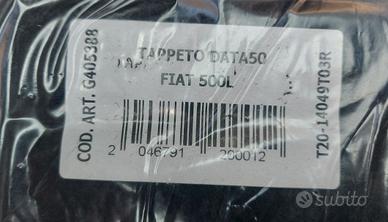 TAPPETO DATA50
FIAT 500L
COD. ART. G405388
T20-14049T03R
2 046791 200012
subito